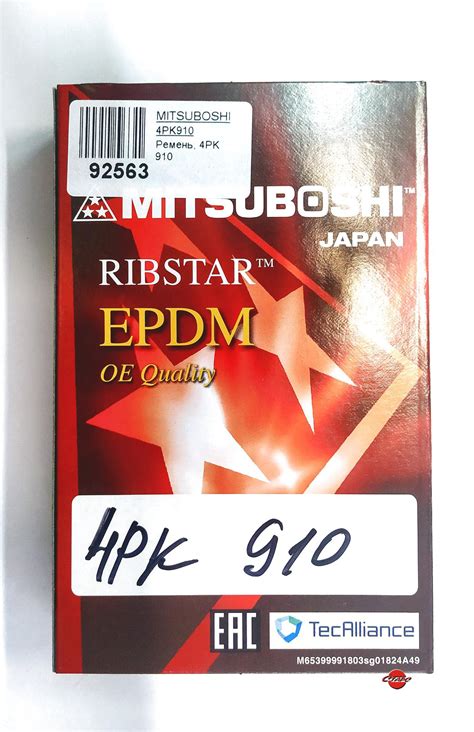 MITSUBOSHI
4PK910
Ремень, 4PK
910
92563
MITSUBOSHI™
JAPAN
RIBSTAR™
EPDM
OE Quality
4PK 910
EAC
TecAlliance
M65399991803sg01824A49